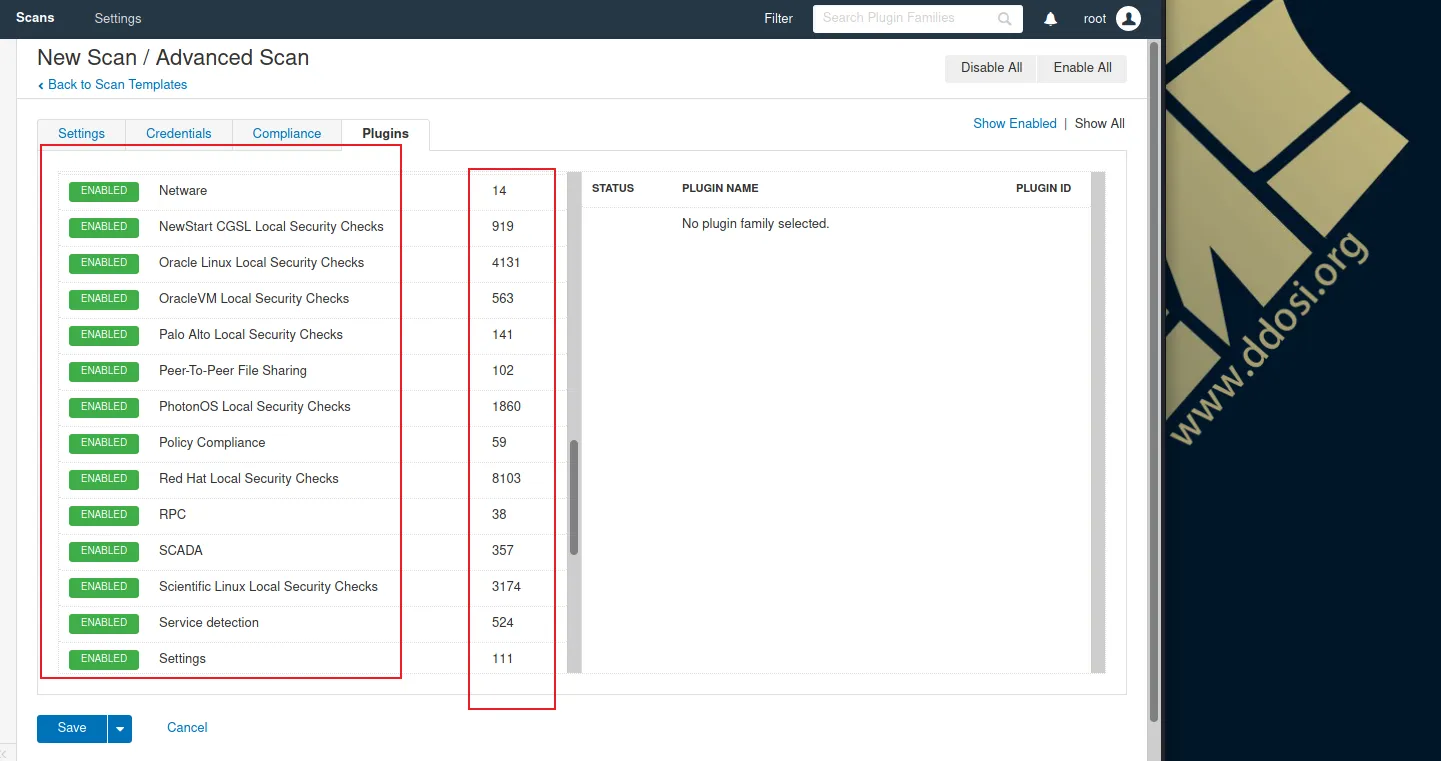 Scans Settings Filter Search Plugin Families root
New Scan / Advanced Scan
Disable All Enable All
Back to Scan Templates
Settings Credentials Compliance Plugins Show Enabled | Show All
STATUS PLUGIN NAME PLUGIN ID
ENABLED Netware 14
No plugin family selected.
ENABLED NewStart CGSL Local Security Checks 919
ENABLED Oracle Linux Local Security Checks 4131
ENABLED OracleVM Local Security Checks 563
ENABLED Palo Alto Local Security Checks 141
ENABLED Peer-To-Peer File Sharing 102
ENABLED PhotonOS Local Security Checks 1860
ENABLED Policy Compliance 59
ENABLED Red Hat Local Security Checks 8103
ENABLED RPC 38
ENABLED SCADA 357
ENABLED Scientific Linux Local Security Checks 3174
ENABLED Service detection 524
ENABLED Settings 111
Save Cancel
www.ddosi.org